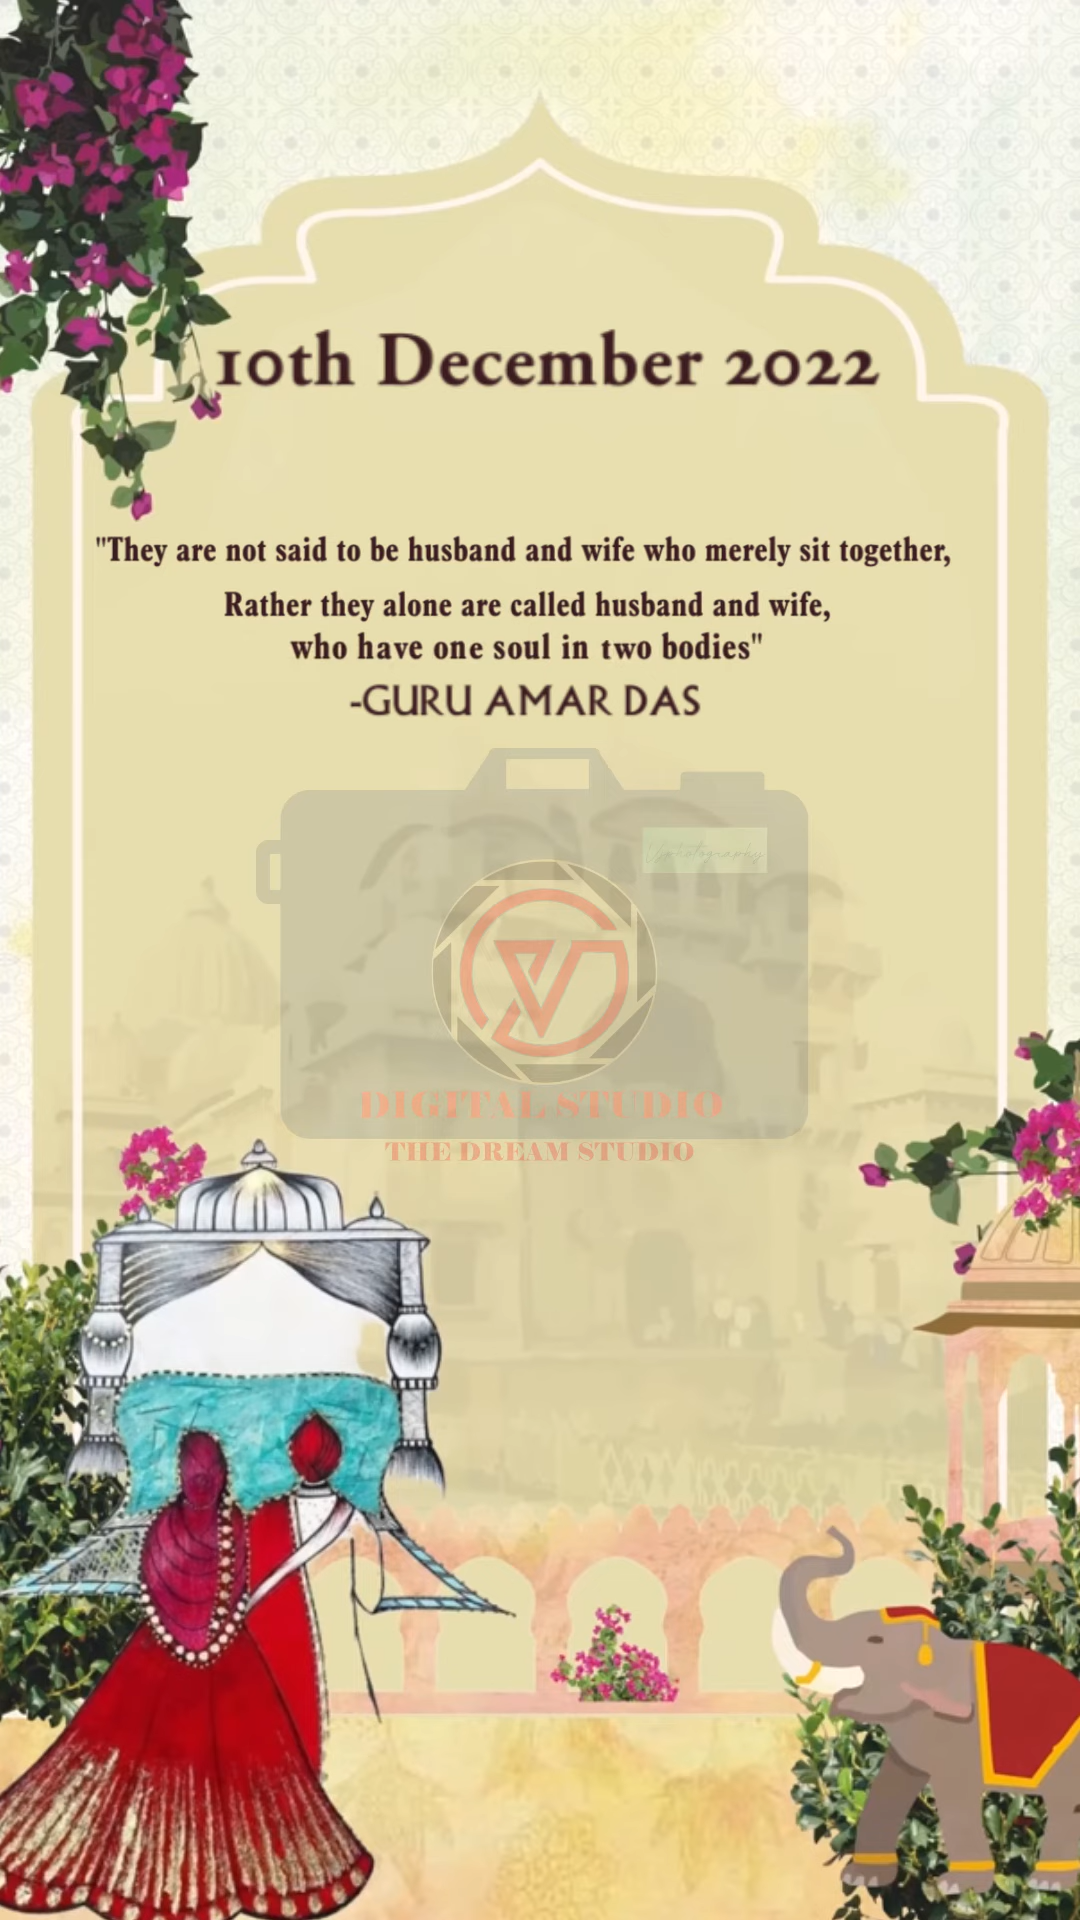 10th December 2022
"They are not said to be husband and wife who merely sit together,
Rather they alone are called husband and wife,
who have one soul in two bodies"
-GURU AMAR DAS
Vsphotography
DIGITAL STUDIO
THE DREAM STUDIO